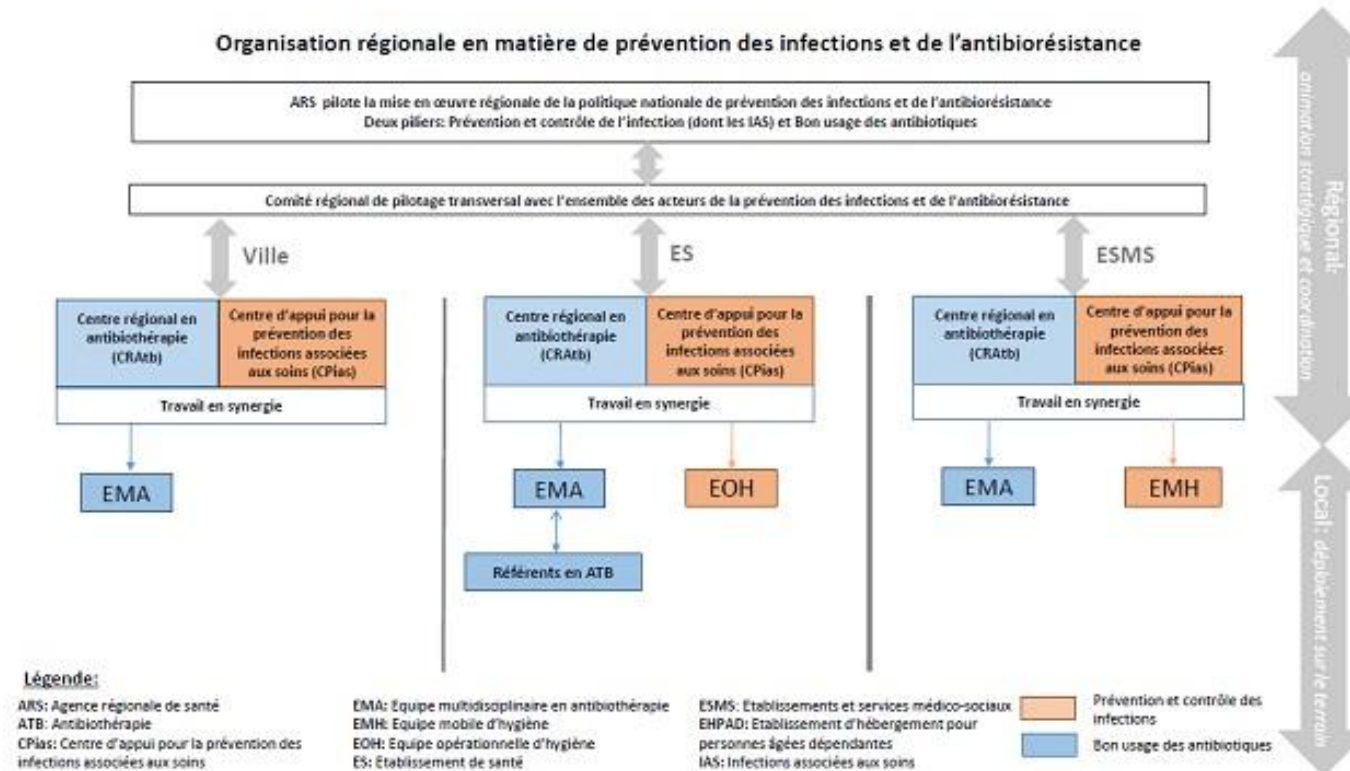 Organisation régionale en matière de prévention des infections et de l'antibiorésistance
ARS pilote la mise en œuvre régionale de la politique nationale de prévention des infections et de l'antibiorésistance
Deux piliers: Prévention et contrôle de l'infection (dont les IAS) et Bon usage des antibiotiques
Comité régional de pilotage transversal avec l'ensemble des acteurs de la prévention des infections et de l'antibiorésistance
Ville
Centre régional en
antibiothérapie
(CRAtb)
Centre d'appui pour la
prévention des
infections associées
aux soins (CPias)
Travail en synergie
EMA
ES
Centre régional en
antibiothérapie
(CRAtb)
Centre d'appui pour la
prévention des
infections associées
aux soins (CPias)
Travail en synergie
EMA
EOH
Référents en ATB
ESMS
Centre régional en
antibiothérapie
(CRAtb)
Centre d'appui pour la
prévention des
infections associées
aux soins (CPias)
Travail en synergie
EMA
EMH
Régional:
animation stratégique et coordination
Local: déploiement sur le terrain
Légende:
ARS: Agence régionale de santé
ATB: Antibiothérapie
CPias: Centre d'appui pour la prévention des
infections associées aux soins
EMA: Equipe multidisciplinaire en antibiothérapie
EMH: Equipe mobile d'hygiène
EOH: Equipe opérationnelle d'hygiène
ES: Etablissement de santé
ESMS: Etablissements et services médico-sociaux
EHPAD: Etablissement d'hébergement pour
personnes âgées dépendantes
IAS: Infections associées aux soins
Prévention et contrôle des
infections
Bon usage des antibiotiques